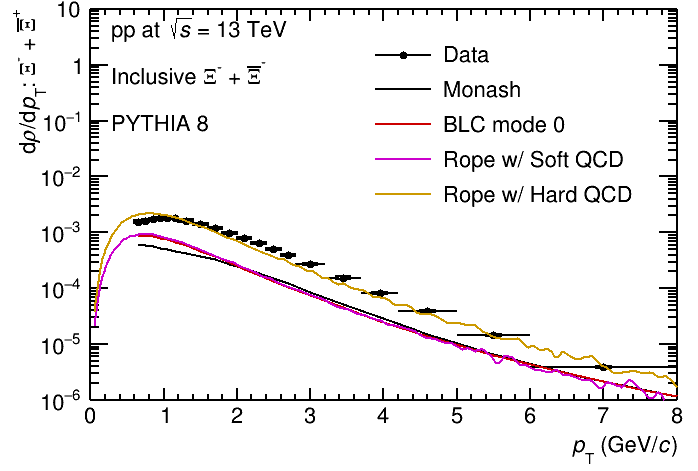 dρ/dp_T: Ξ⁻ + Ξ̅⁺
10
1
10⁻¹
10⁻²
10⁻³
10⁻⁴
10⁻⁵
10⁻⁶
pp at √s = 13 TeV
Inclusive Ξ⁻ + Ξ̅⁻
PYTHIA 8
Data
Monash
BLC mode 0
Rope w/ Soft QCD
Rope w/ Hard QCD
0 1 2 3 4 5 6 7 8
p_T (GeV/c)